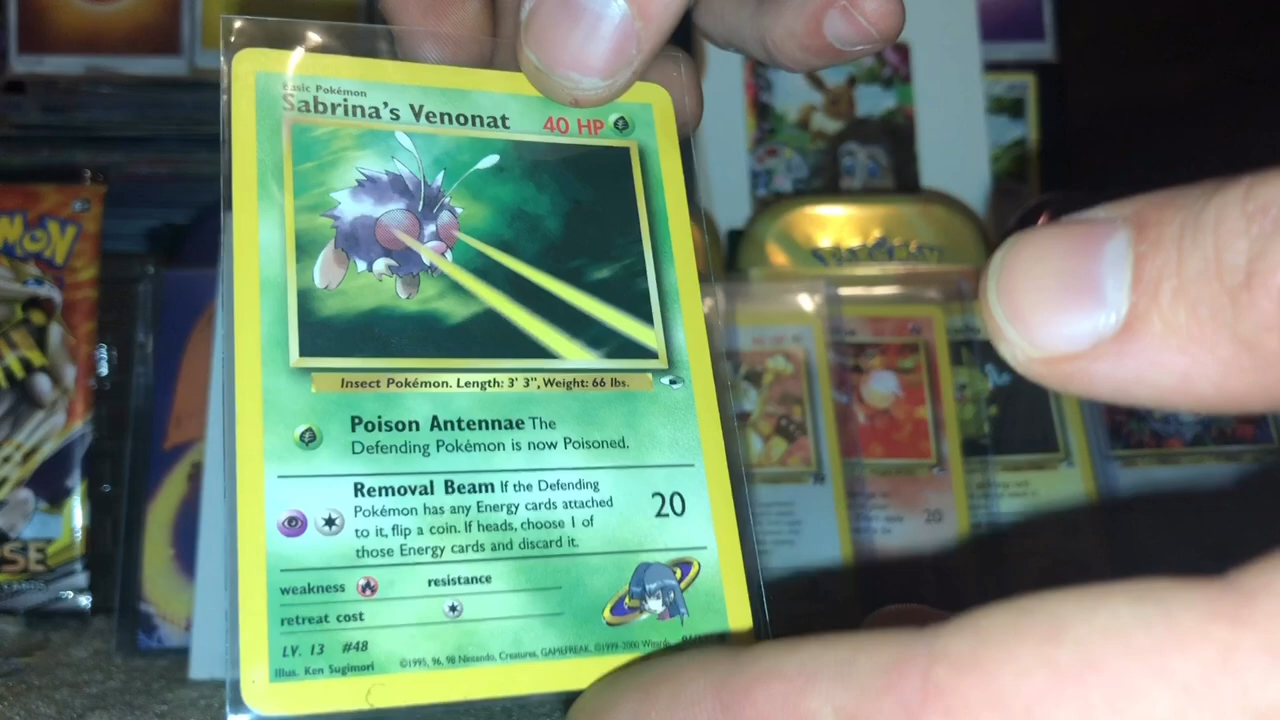 basic Pokémon
Sabrina's Venonat
40 HP
Insect Pokémon. Length: 3' 3", Weight: 66 lbs.
Poison Antennae The
Defending Pokémon is now Poisoned.
Removal Beam If the Defending
Pokémon has any Energy cards attached
to it, flip a coin. If heads, choose 1 of
those Energy cards and discard it.
20
weakness
resistance
retreat cost
LV. 13 #48
Illus. Ken Sugimori
©1995, 96, 98 Nintendo, Creatures, GAMEFREAK. ©1999-2000 Wizards
POKéMON
20